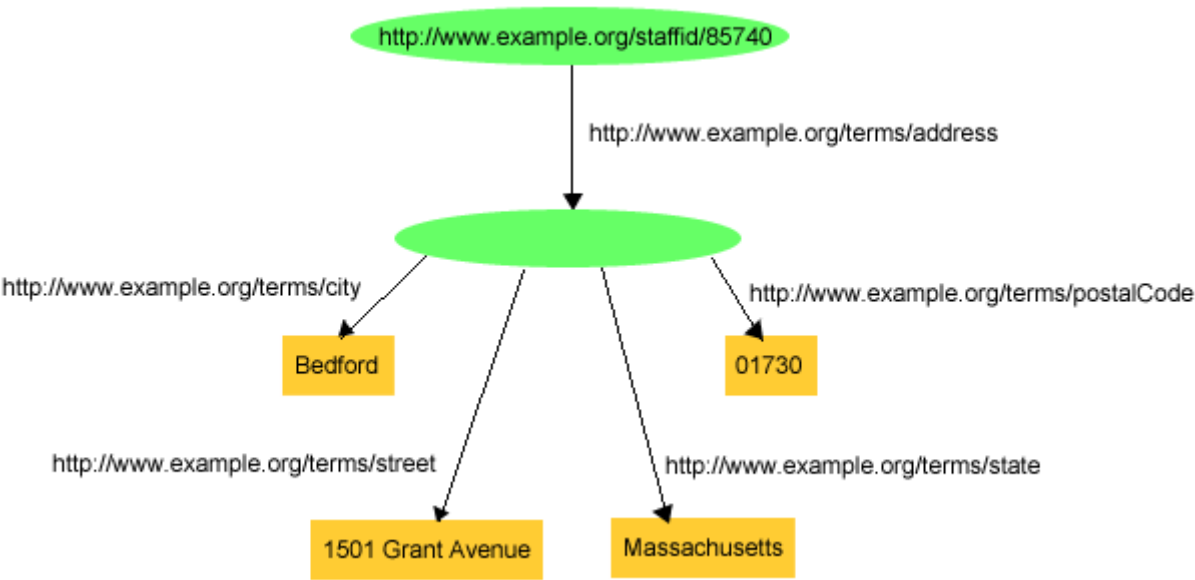 http://www.example.org/staffid/85740
http://www.example.org/terms/address
http://www.example.org/terms/city
http://www.example.org/terms/postalCode
Bedford
01730
http://www.example.org/terms/street
http://www.example.org/terms/state
1501 Grant Avenue
Massachusetts